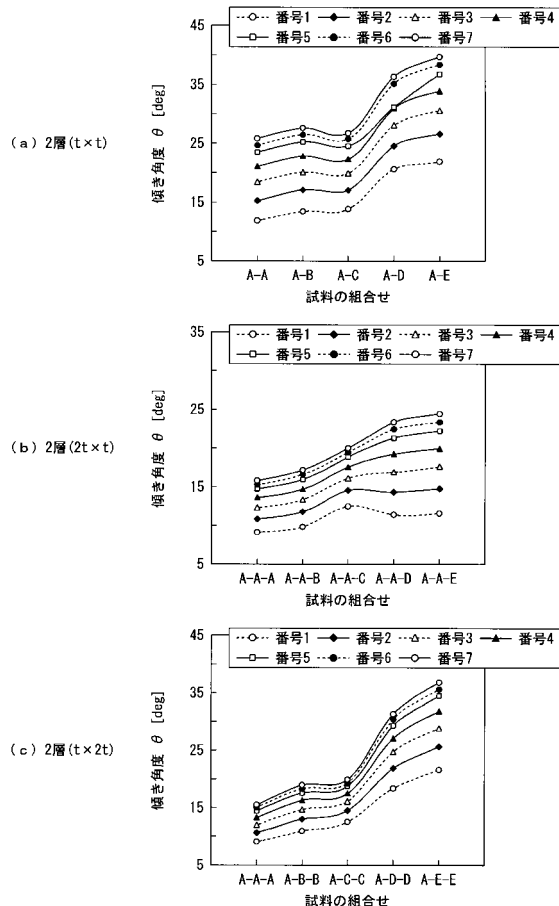 45
番号1 番号2 番号3 番号4
番号5 番号6 番号7
35
25
15
5
傾き角度 θ [deg]
(a) 2層(t×t)
A-A A-B A-C A-D A-E
試料の組合せ
35
番号1 番号2 番号3 番号4
番号5 番号6 番号7
25
15
5
傾き角度 θ [deg]
(b) 2層(2t×t)
A-A-A A-A-B A-A-C A-A-D A-A-E
試料の組合せ
45
番号1 番号2 番号3 番号4
番号5 番号6 番号7
35
25
15
5
傾き角度 θ [deg]
(c) 2層(t×2t)
A-A-A A-B-B A-C-C A-D-D A-E-E
試料の組合せ